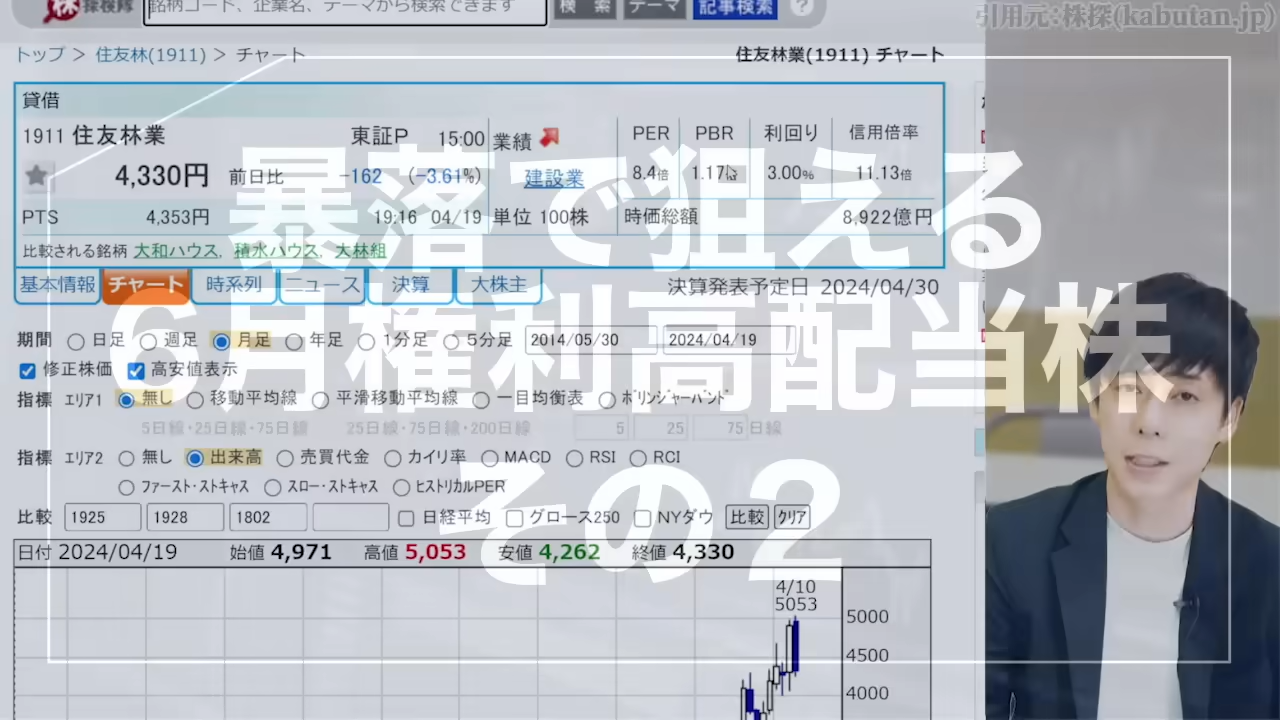 株探検隊
銘柄コード、企業名、テーマから検索できます
検 索
テーマ
記事検索
?
引用元:株探(kabutan.jp)
トップ > 住友林(1911) > チャート
住友林業(1911) チャート
貸借
1911 住友林業
東証P 15:00
業績
PER PBR 利回り 信用倍率
4,330円 前日比 -162 (-3.61%)
建設業
8.4倍 1.17倍 3.00% 11.13倍
PTS 4,353円 19:16 04/19
単位 100株
時価総額 8,922億円
比較される銘柄 大和ハウス, 積水ハウス, 大林組
基本情報 チャート 時系列 ニュース 決算 大株主
決算発表予定日 2024/04/30
暴落で狙える
6月権利高配当株
その2
期間 日足 週足 月足 年足 1分足 5分足 2014/05/30 2024/04/19
修正株価 高安値表示
指標 エリア1 無し 移動平均線 平滑移動平均線 一目均衡表 ボリンジャーバンド
5日線・25日線・75日線 25日線・75日線・200日線 5 25 75 日線
指標 エリア2 無し 出来高 売買代金 カイリ率 MACD RSI RCI
ファースト・ストキャス スロー・ストキャス ヒストリカルPER
比較 1925 1928 1802 日経平均 グロース250 NYダウ 比較 クリア
日付 2024/04/19 始値 4,971 高値 5,053 安値 4,262 終値 4,330
4/10
5053
5000
4500
4000